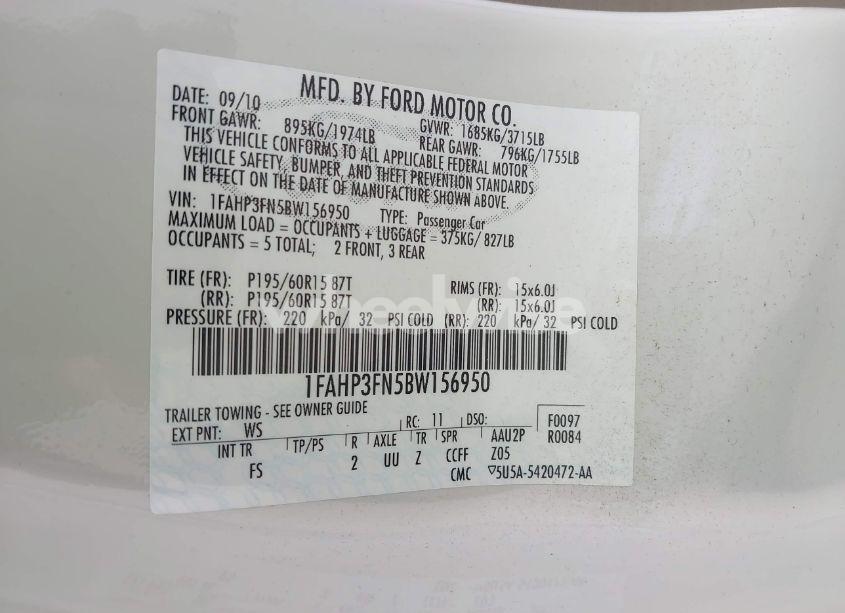 MFD. BY FORD MOTOR CO.
DATE: 09/10 GVWR: 1685KG/3715LB
FRONT GAWR: 895KG/1974LB REAR GAWR: 796KG/1755LB
THIS VEHICLE CONFORMS TO ALL APPLICABLE FEDERAL MOTOR
VEHICLE SAFETY, BUMPER, AND THEFT PREVENTION STANDARDS
IN EFFECT ON THE DATE OF MANUFACTURE SHOWN ABOVE.
VIN: 1FAHP3FN5BW156950 TYPE: Passenger Car
MAXIMUM LOAD = OCCUPANTS + LUGGAGE = 375KG/ 827LB
OCCUPANTS = 5 TOTAL; 2 FRONT, 3 REAR
TIRE (FR): P195/60R15 87T RIMS (FR): 15x6.0J
(RR): P195/60R15 87T (RR): 15x6.0J
PRESSURE (FR): 220 kPa/ 32 PSI COLD (RR): 220 kPa/ 32 PSI COLD
1FAHP3FN5BW156950
TRAILER TOWING - SEE OWNER GUIDE
EXT PNT: WS RC: 11 DSO: F0097
INT TR TP/PS R AXLE TR SPR AAU2P R0084
FS 2 UU Z CCFF Z05
CMC ▽5U5A-5420472-AA